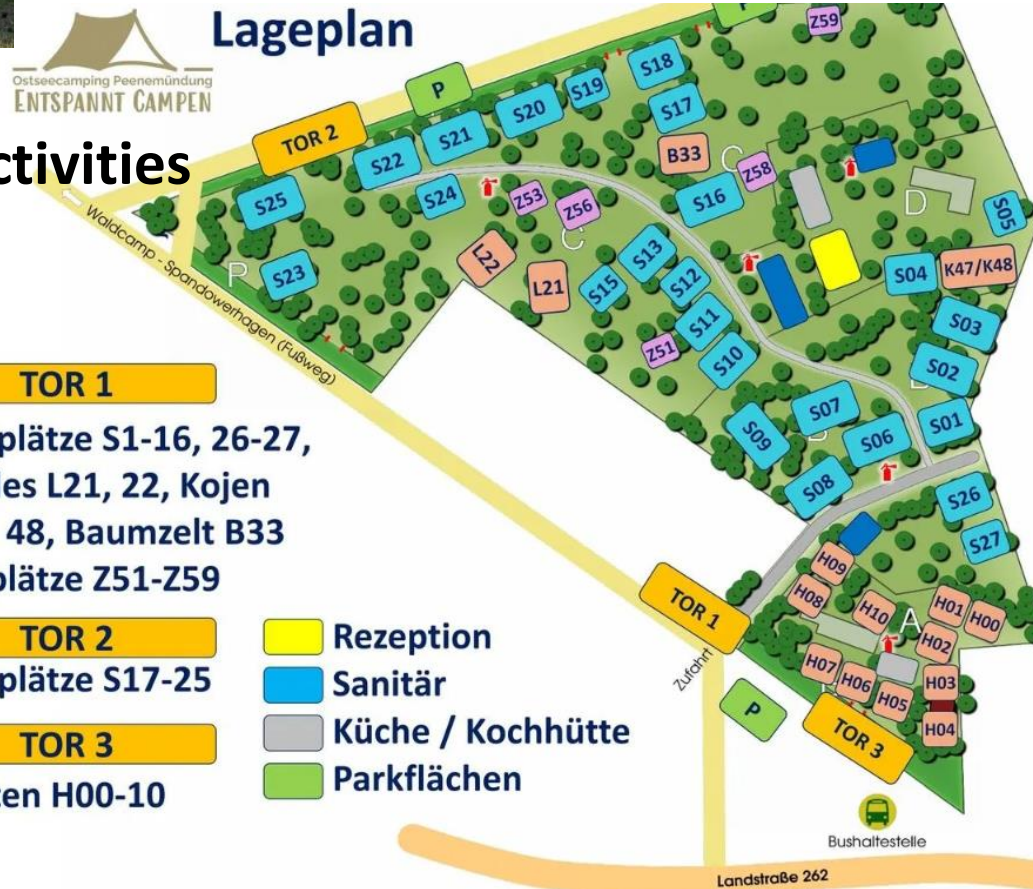 Lageplan
Ostseecamping Peenemündung
ENTSPANNT CAMPEN
ctivities
TOR 2
P
P
Z59
S18
S19
S20
S17
S21
S22
B33
C
Z58
S16
S24
Z53
Z56
C
S25
D
S05
S23
P
L22
L21
S13
S15
S12
S11
S10
Z51
S04
K47/K48
S03
S02
S01
S07
S06
S09
S08
Waldcamp - Spandowerhagen (Fußweg)
S26
S27
TOR 1
plätze S1-16, 26-27,
les L21, 22, Kojen
48, Baumzelt B33
plätze Z51-Z59
TOR 2
plätze S17-25
TOR 3
ten H00-10
Rezeption
Sanitär
Küche / Kochhütte
Parkflächen
TOR 1
Zufahrt
P
TOR 3
H09
H08
H10
A
H01
H00
H02
H07
H06
H05
H03
H04
Bushaltestelle
Landstraße 262